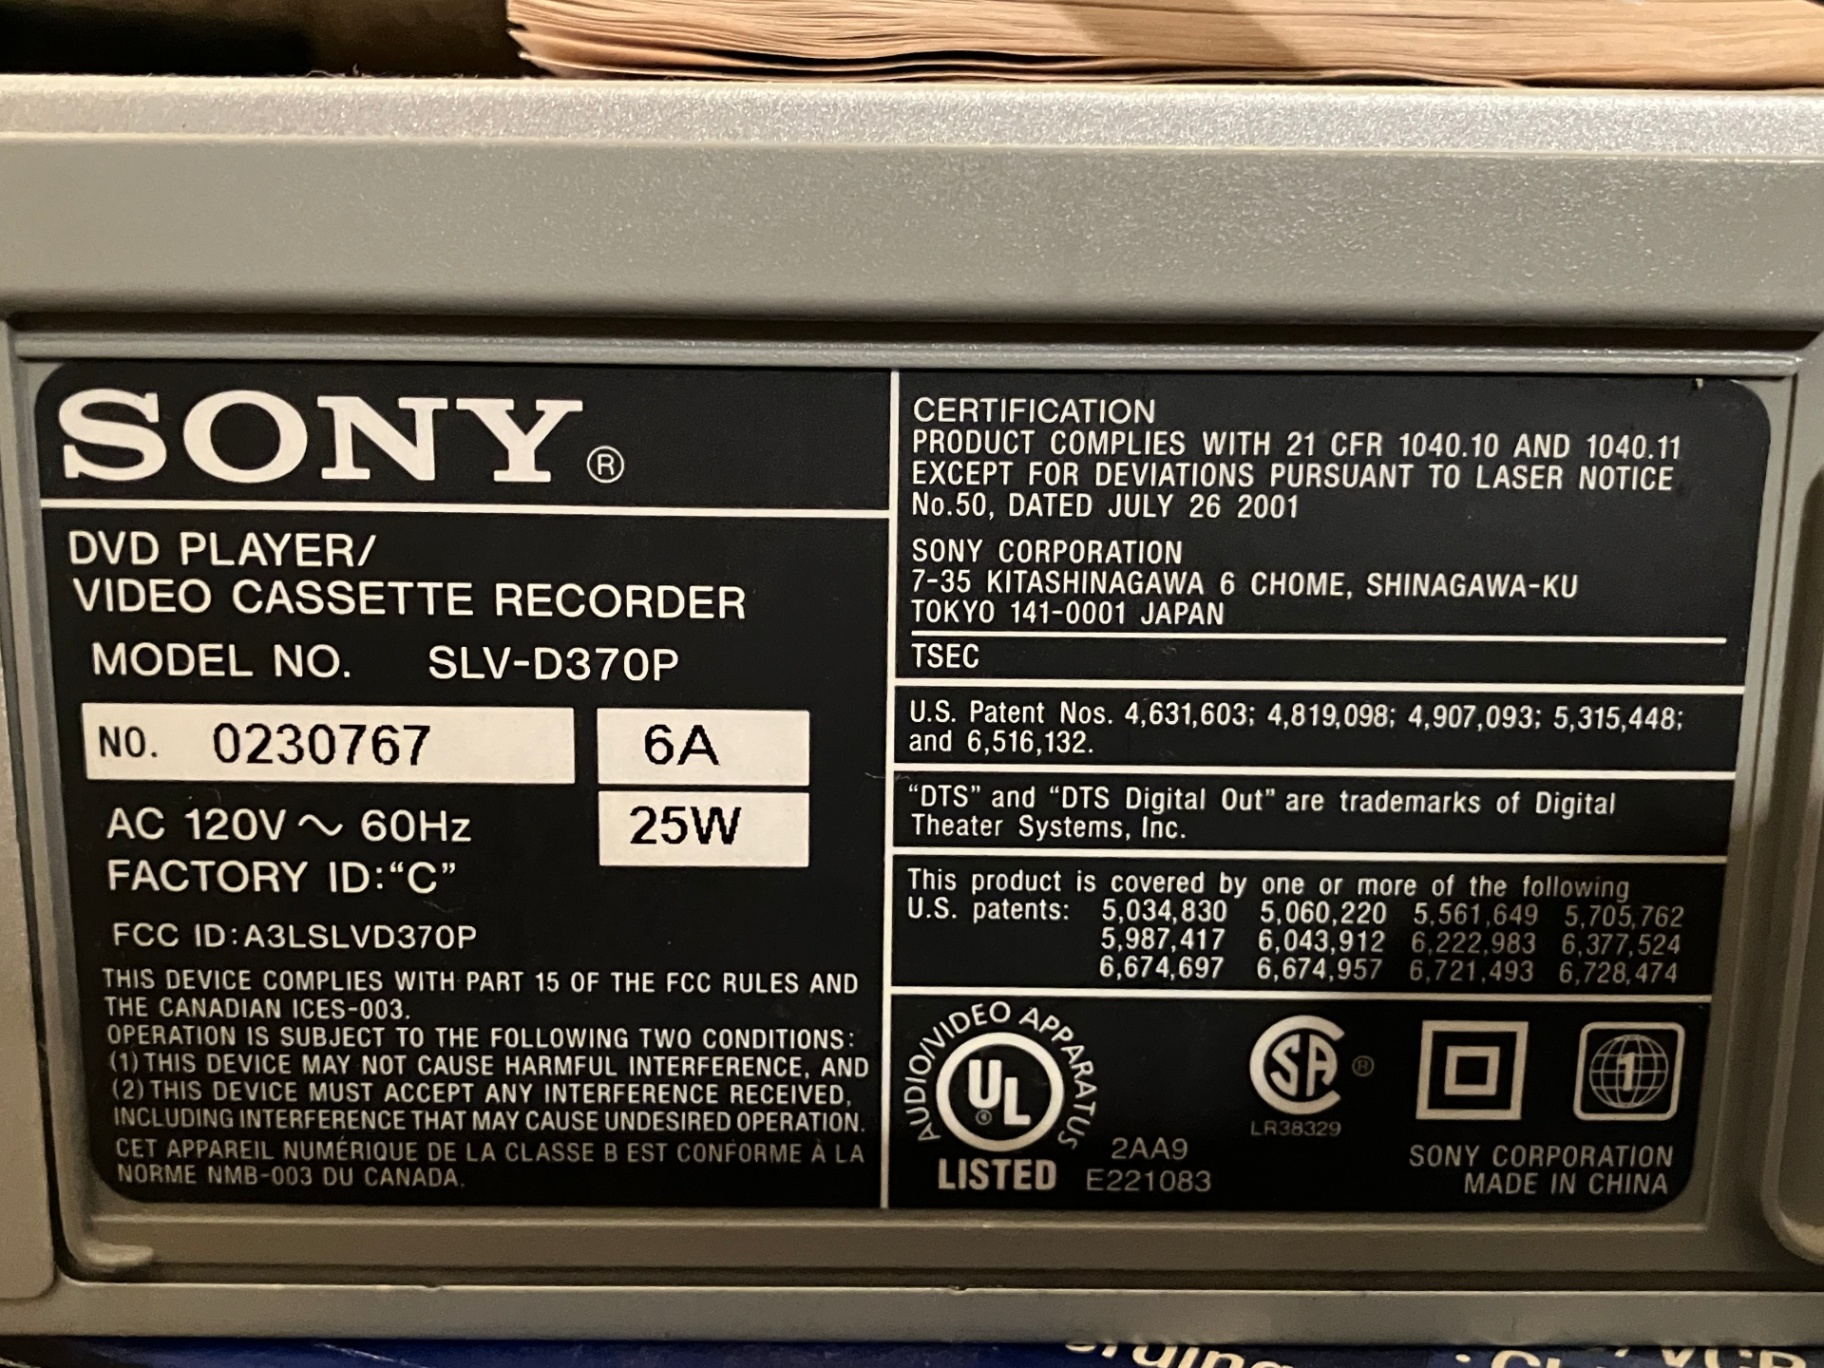 SONY®
DVD PLAYER/
VIDEO CASSETTE RECORDER
MODEL NO. SLV-D370P
NO. 0230767
6A
AC 120V ~ 60Hz
25W
FACTORY ID:“C”
FCC ID:A3LSLVD370P
THIS DEVICE COMPLIES WITH PART 15 OF THE FCC RULES AND
THE CANADIAN ICES-003.
OPERATION IS SUBJECT TO THE FOLLOWING TWO CONDITIONS:
(1) THIS DEVICE MAY NOT CAUSE HARMFUL INTERFERENCE, AND
(2) THIS DEVICE MUST ACCEPT ANY INTERFERENCE RECEIVED,
INCLUDING INTERFERENCE THAT MAY CAUSE UNDESIRED OPERATION.
CET APPAREIL NUMÉRIQUE DE LA CLASSE B EST CONFORME À LA
NORME NMB-003 DU CANADA.
CERTIFICATION
PRODUCT COMPLIES WITH 21 CFR 1040.10 AND 1040.11
EXCEPT FOR DEVIATIONS PURSUANT TO LASER NOTICE
No.50, DATED JULY 26 2001
SONY CORPORATION
7-35 KITASHINAGAWA 6 CHOME, SHINAGAWA-KU
TOKYO 141-0001 JAPAN
TSEC
U.S. Patent Nos. 4,631,603; 4,819,098; 4,907,093; 5,315,448;
and 6,516,132.
“DTS” and “DTS Digital Out” are trademarks of Digital
Theater Systems, Inc.
This product is covered by one or more of the following
U.S. patents: 5,034,830 5,060,220 5,561,649 5,705,762
5,987,417 6,043,912 6,222,983 6,377,524
6,674,697 6,674,957 6,721,493 6,728,474
AUDIO/VIDEO APPARATUS
UL®
LISTED
2AA9
E221083
SA®
LR38329
1
SONY CORPORATION
MADE IN CHINA